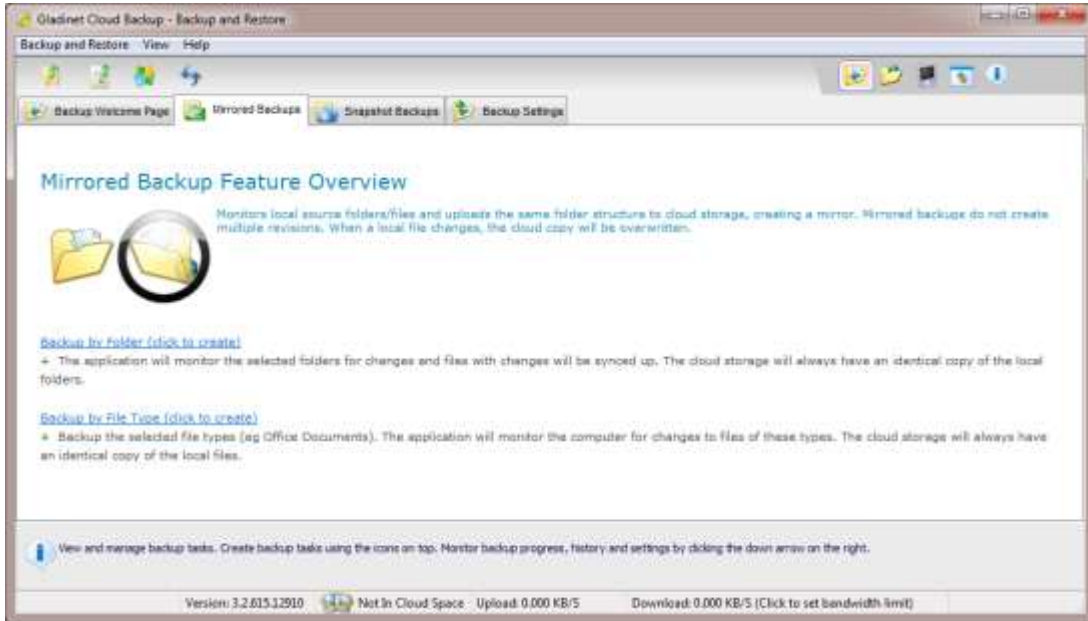 Gladinet Cloud Backup - Backup and Restore
Backup and Restore View Help
Backup Welcome Page Mirrored Backups Snapshot Backups Backup Settings
Mirrored Backup Feature Overview
Monitors local source folders/files and uploads the same folder structure to cloud storage, creating a mirror. Mirrored backups do not create
multiple revisions. When a local file changes, the cloud copy will be overwritten.
Backup by Folder (click to create)
+ The application will monitor the selected folders for changes and files with changes will be synced up. The cloud storage will always have an identical copy of the local
folders.
Backup by File Type (click to create)
+ Backup the selected file types (eg Office Documents). The application will monitor the computer for changes to files of these types. The cloud storage will always have
an identical copy of the local files.
View and manage backup tasks. Create backup tasks using the icons on top. Monitor backup progress, history and settings by clicking the down arrow on the right.
Version: 3.2.615.12910 Not In Cloud Space Upload: 0.000 KB/S Download: 0.000 KB/S (Click to set bandwidth limit)